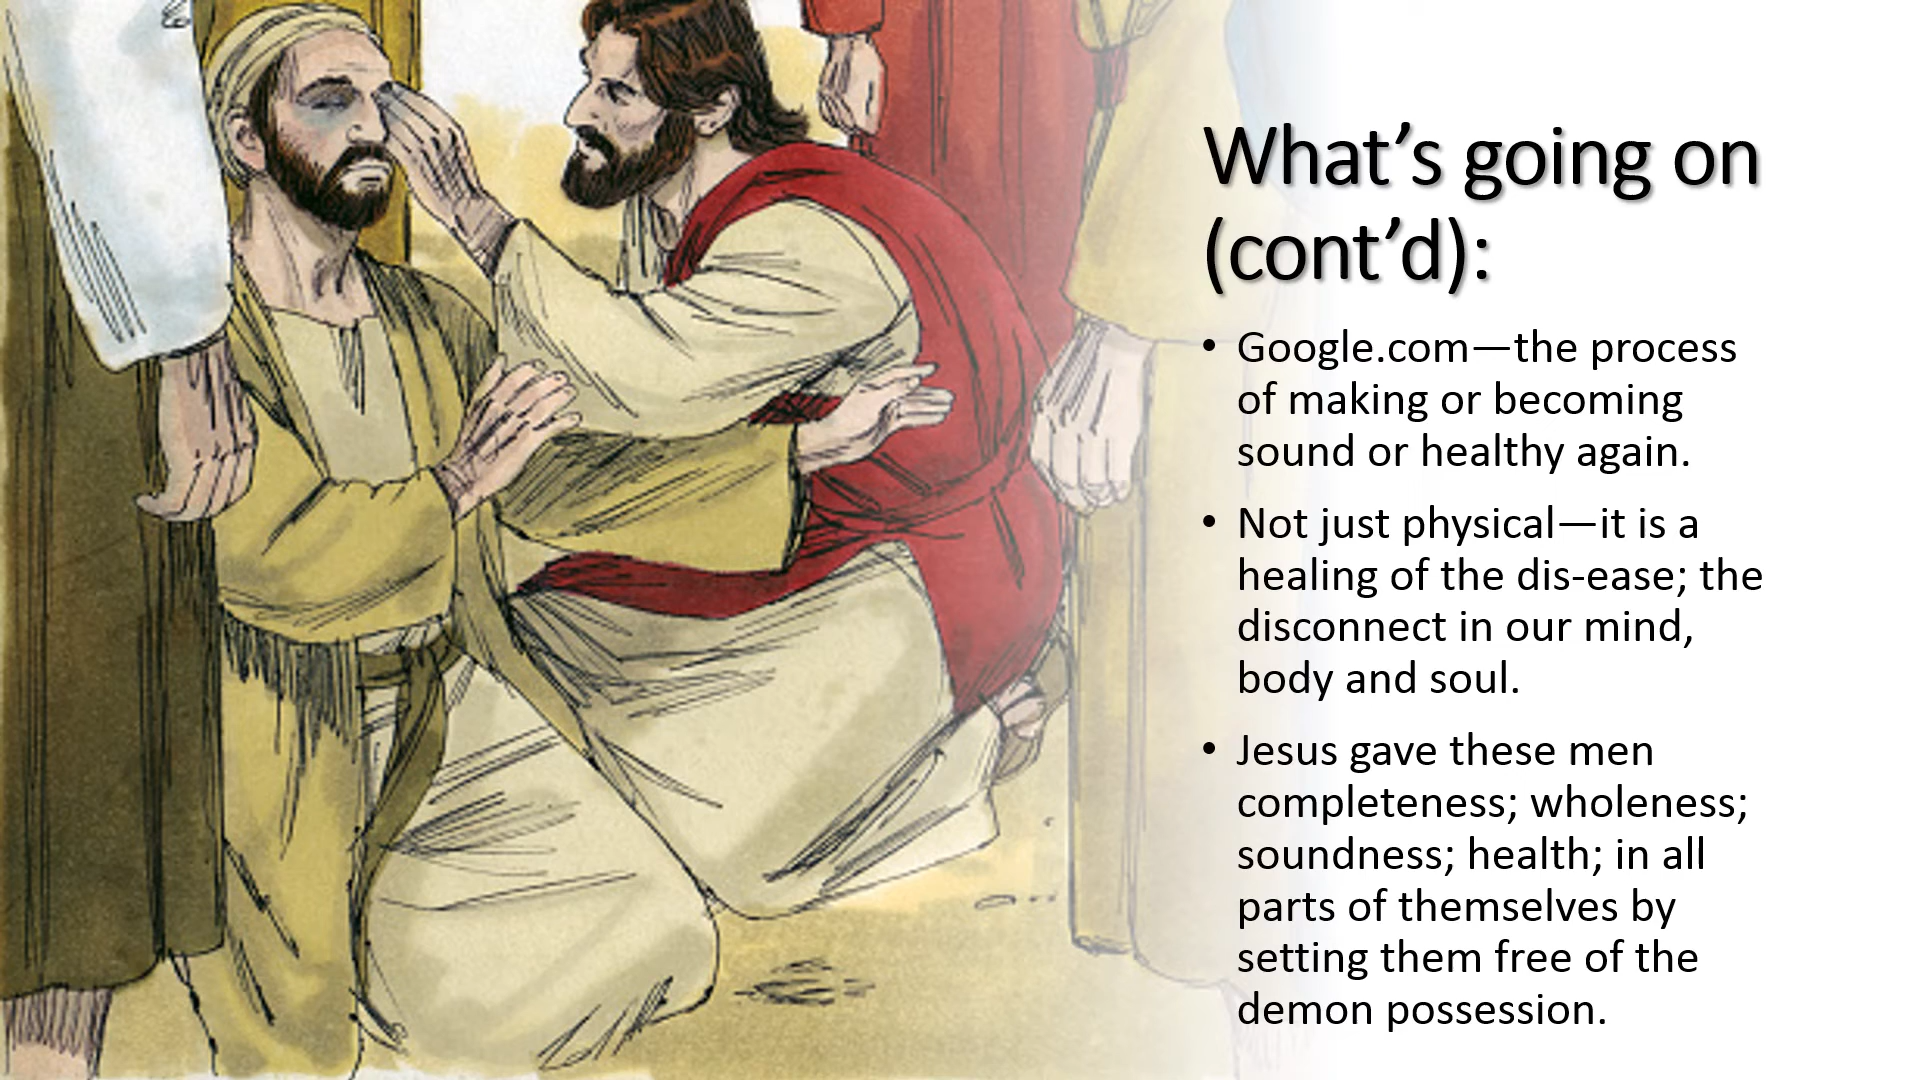 What’s going on
(cont’d):
• Google.com—the process
of making or becoming
sound or healthy again.
• Not just physical—it is a
healing of the dis-ease; the
disconnect in our mind,
body and soul.
• Jesus gave these men
completeness; wholeness;
soundness; health; in all
parts of themselves by
setting them free of the
demon possession.